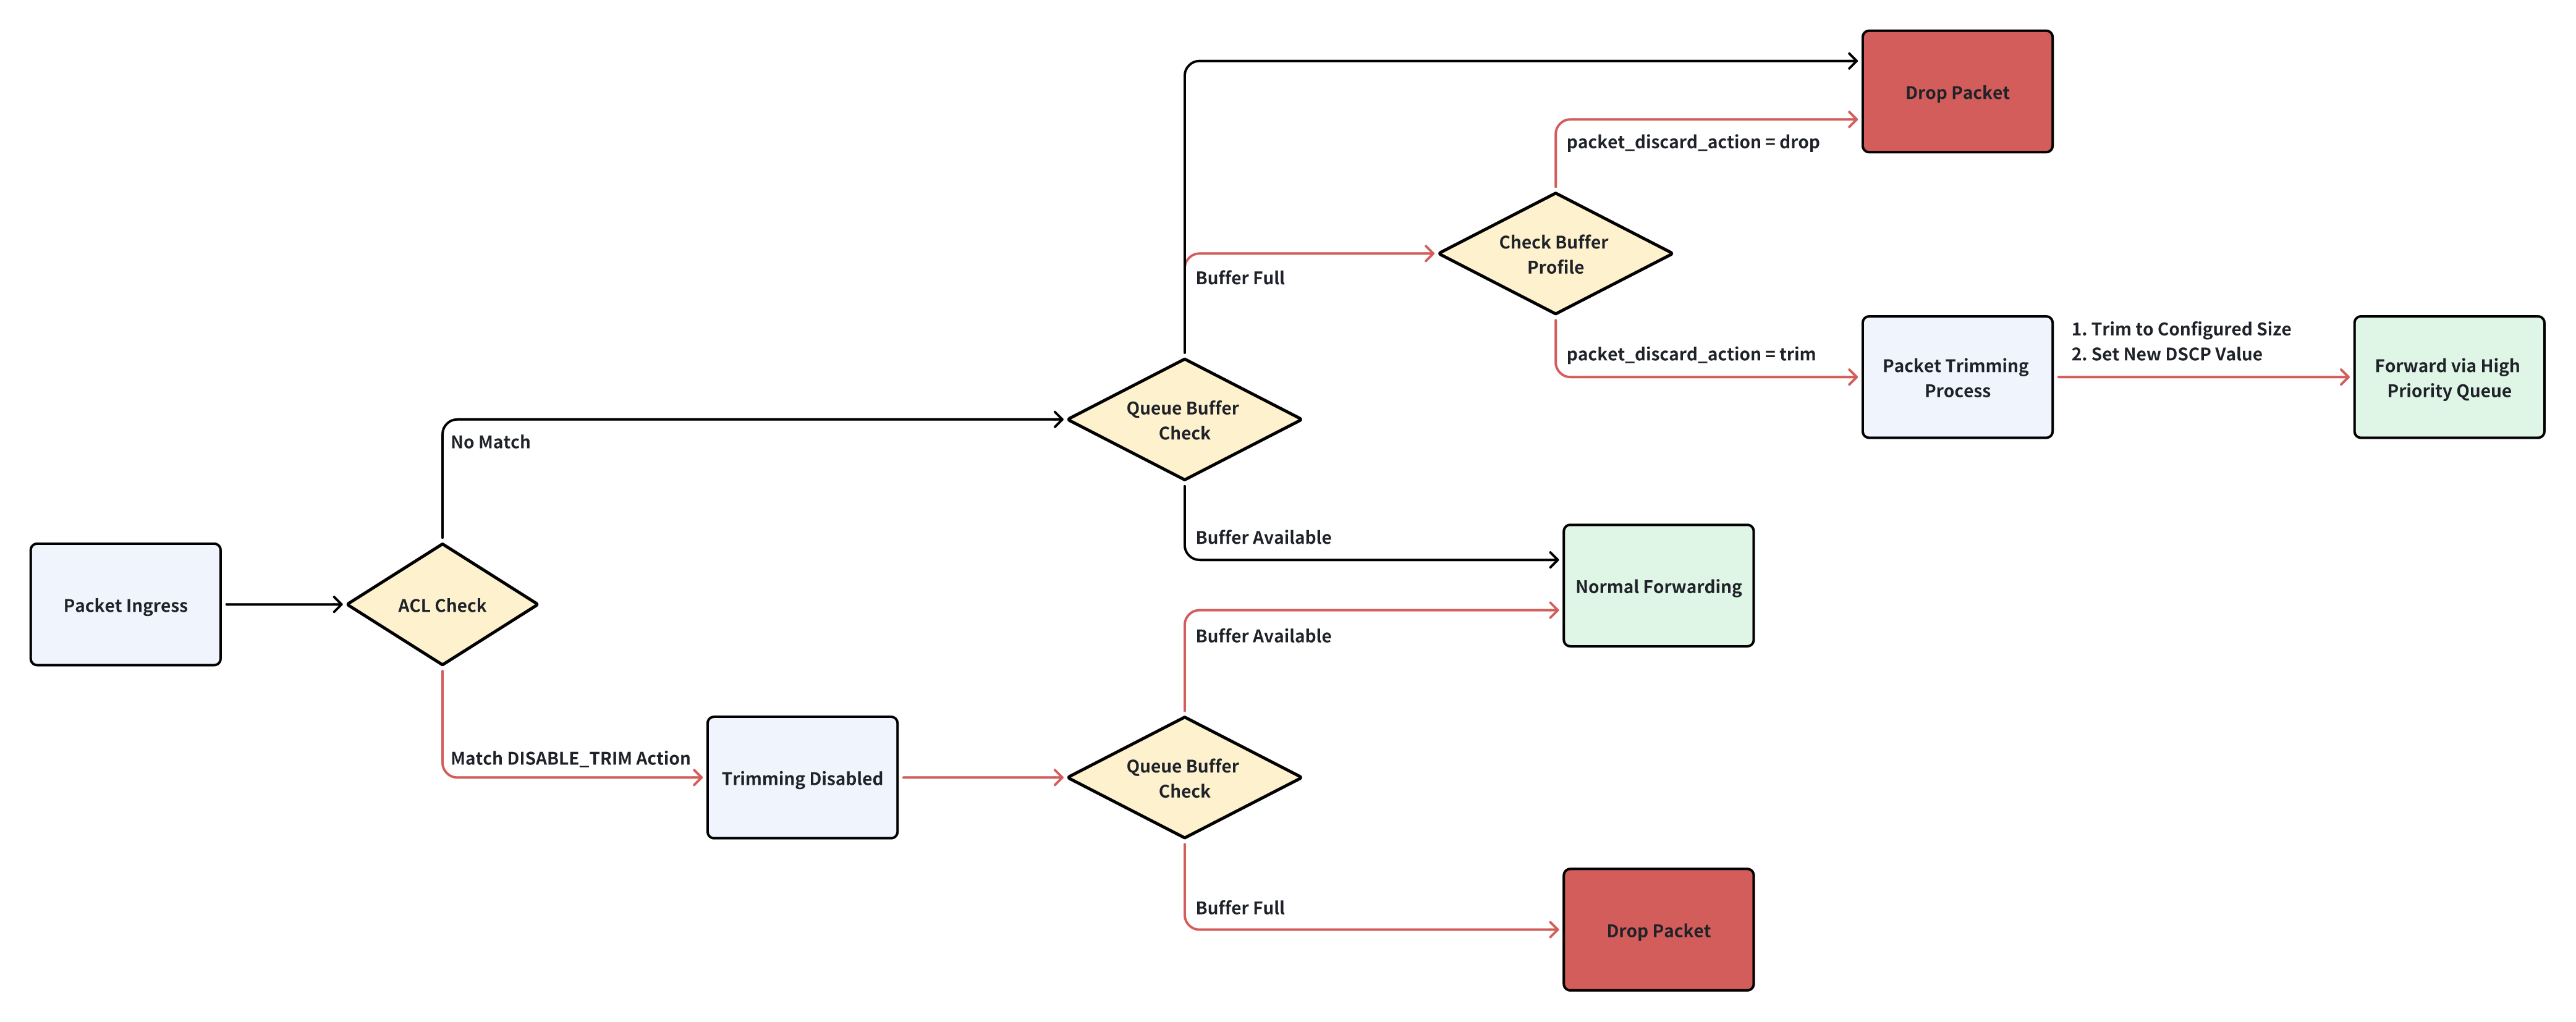 Drop Packet
packet_discard_action = drop
Check Buffer
Profile
Buffer Full
packet_discard_action = trim
Packet Trimming
Process
1. Trim to Configured Size
2. Set New DSCP Value
Forward via High
Priority Queue
Queue Buffer
Check
No Match
Buffer Available
Normal Forwarding
Packet Ingress
ACL Check
Buffer Available
Match DISABLE_TRIM Action
Trimming Disabled
Queue Buffer
Check
Buffer Full
Drop Packet